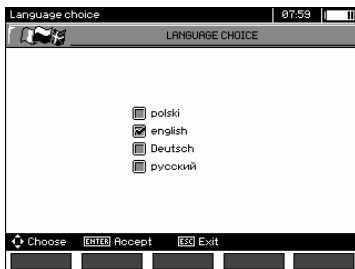 Language choice 07:59
LANGUAGE CHOICE
polski
english
Deutsch
русский
Choose ENTER Accept ESC Exit